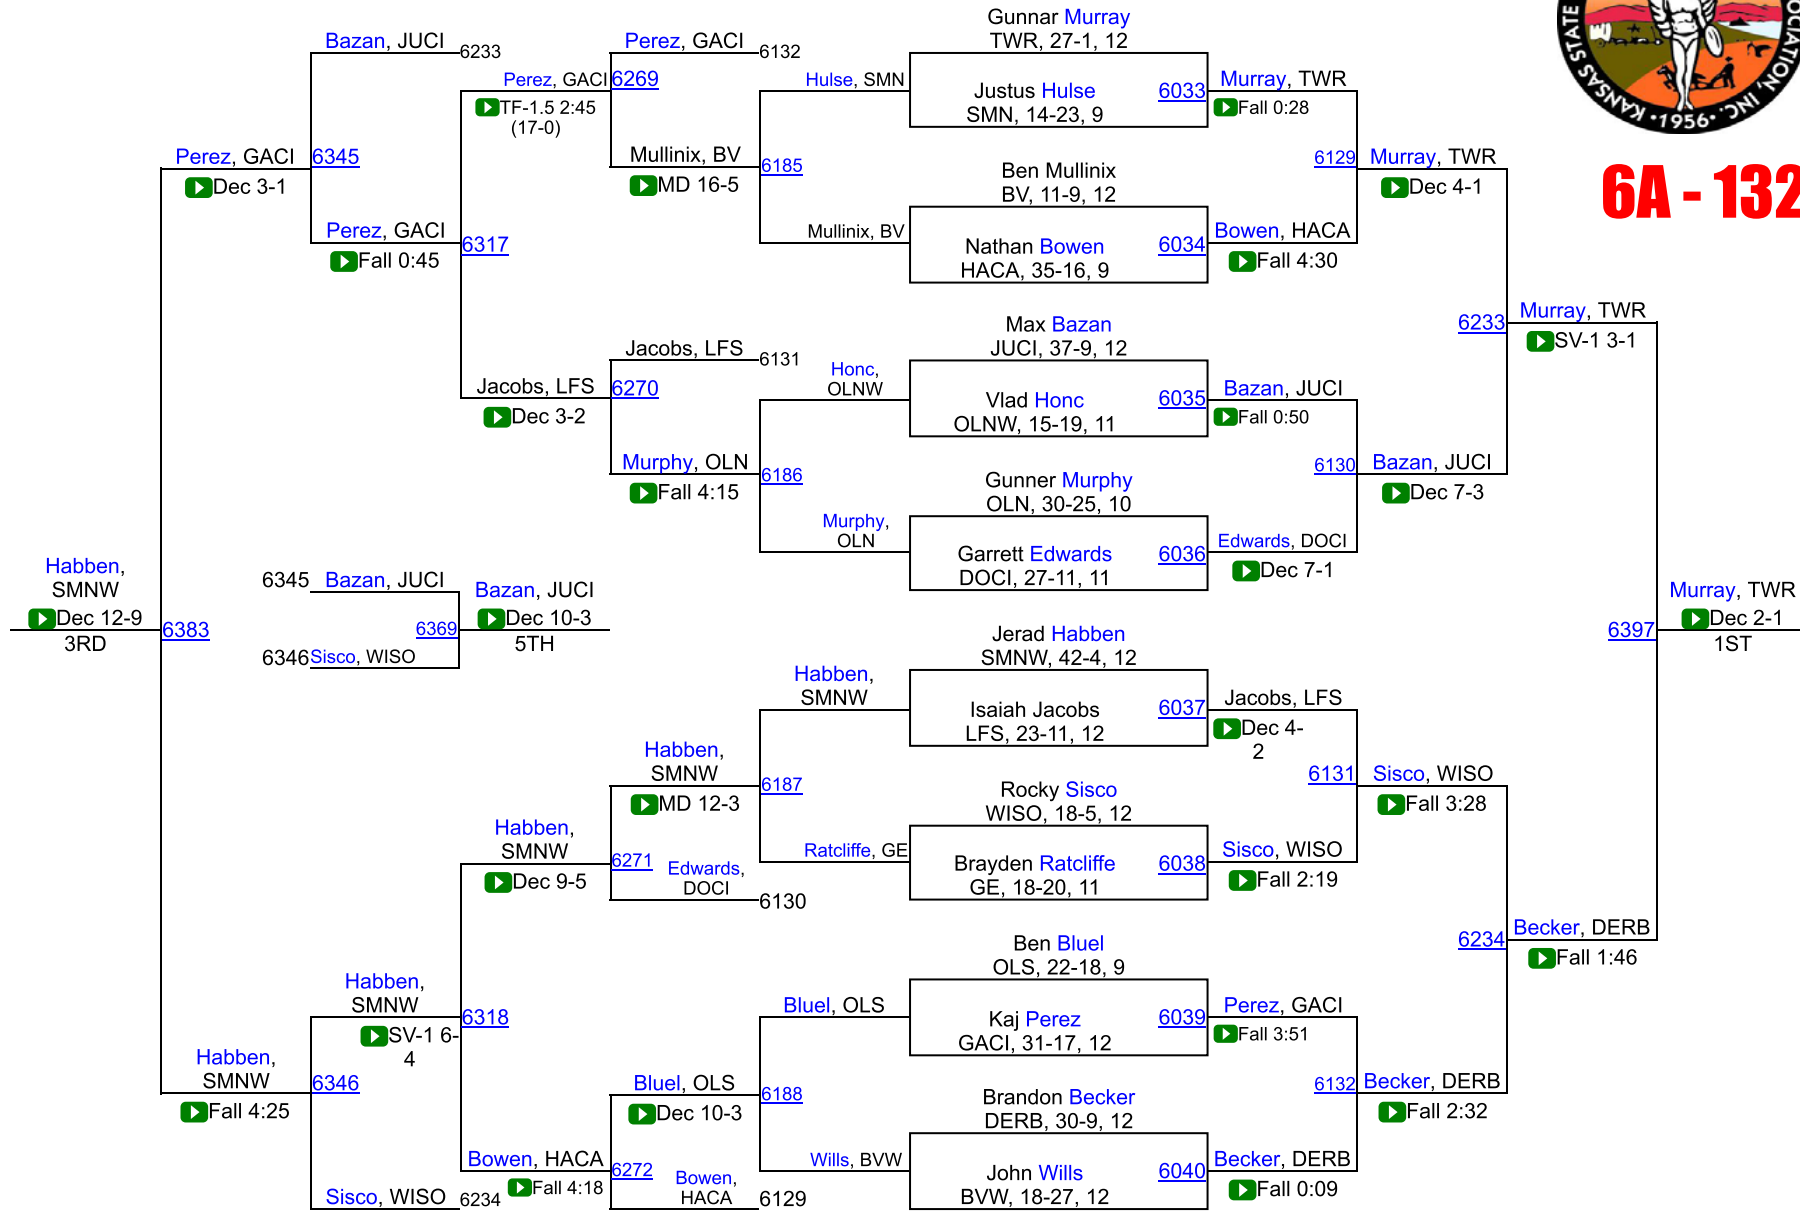 Gunnar Murray
TWR, 27-1, 12
Justus Hulse
SMN, 14-23, 9
6033
Ben Mullinix
BV, 11-9, 12
Nathan Bowen
HACA, 35-16, 9
6034
Max Bazan
JUCI, 37-9, 12
Vlad Honc
OLNW, 15-19, 11
6035
Gunner Murphy
OLN, 30-25, 10
Garrett Edwards
DOCI, 27-11, 11
6036
Jerad Habben
SMNW, 42-4, 12
Isaiah Jacobs
LFS, 23-11, 12
6037
Rocky Sisco
WISO, 18-5, 12
Brayden Ratcliffe
GE, 18-20, 11
6038
Ben Bluel
OLS, 22-18, 9
Kaj Perez
GACI, 31-17, 12
6039
Brandon Becker
DERB, 30-9, 12
John Wills
BVW, 18-27, 12
6040
Murray, TWR
Fall 0:28
6129
Bowen, HACA
Fall 4:30
Bazan, JUCI
Fall 0:50
6130
Edwards, DOCI
Dec 7-1
Jacobs, LFS
Dec 4-
2
6131
Sisco, WISO
Fall 2:19
Perez, GACI
Fall 3:51
6132
Becker, DERB
Fall 0:09
Murray, TWR
Dec 4-1
6233
Bazan, JUCI
Dec 7-3
Sisco, WISO
Fall 3:28
6234
Becker, DERB
Fall 2:32
Murray, TWR
SV-1 3-1
6397
Becker, DERB
Fall 1:46
Murray, TWR
Dec 2-1
1ST
KANSAS STATE
OCIATION, INC.
•1956•
6A - 132
Hulse, SMN
6185
Mullinix, BV
Honc,
OLNW
6186
Murphy,
OLN
Habben,
SMNW
6187
Ratcliffe, GE
Bluel, OLS
6188
Wills, BVW
Perez, GACI
6132
6269
Mullinix, BV
MD 16-5
Jacobs, LFS
6131
6270
Murphy, OLN
Fall 4:15
Habben,
SMNW
MD 12-3
6271
Edwards,
DOCI
6130
Bluel, OLS
Dec 10-3
6272
Bowen,
HACA
6129
Perez, GACI
TF-1.5 2:45
(17-0)
6317
Jacobs, LFS
Dec 3-2
Habben,
SMNW
Dec 9-5
6318
Bowen, HACA
Fall 4:18
Bazan, JUCI
6233
6345
Perez, GACI
Fall 0:45
Habben,
SMNW
SV-1 6-
4
6346
Sisco, WISO
6234
Perez, GACI
Dec 3-1
6383
Habben,
SMNW
Fall 4:25
Habben,
SMNW
Dec 12-9
3RD
6345
Bazan, JUCI
6369
6346
Sisco, WISO
Bazan, JUCI
Dec 10-3
5TH